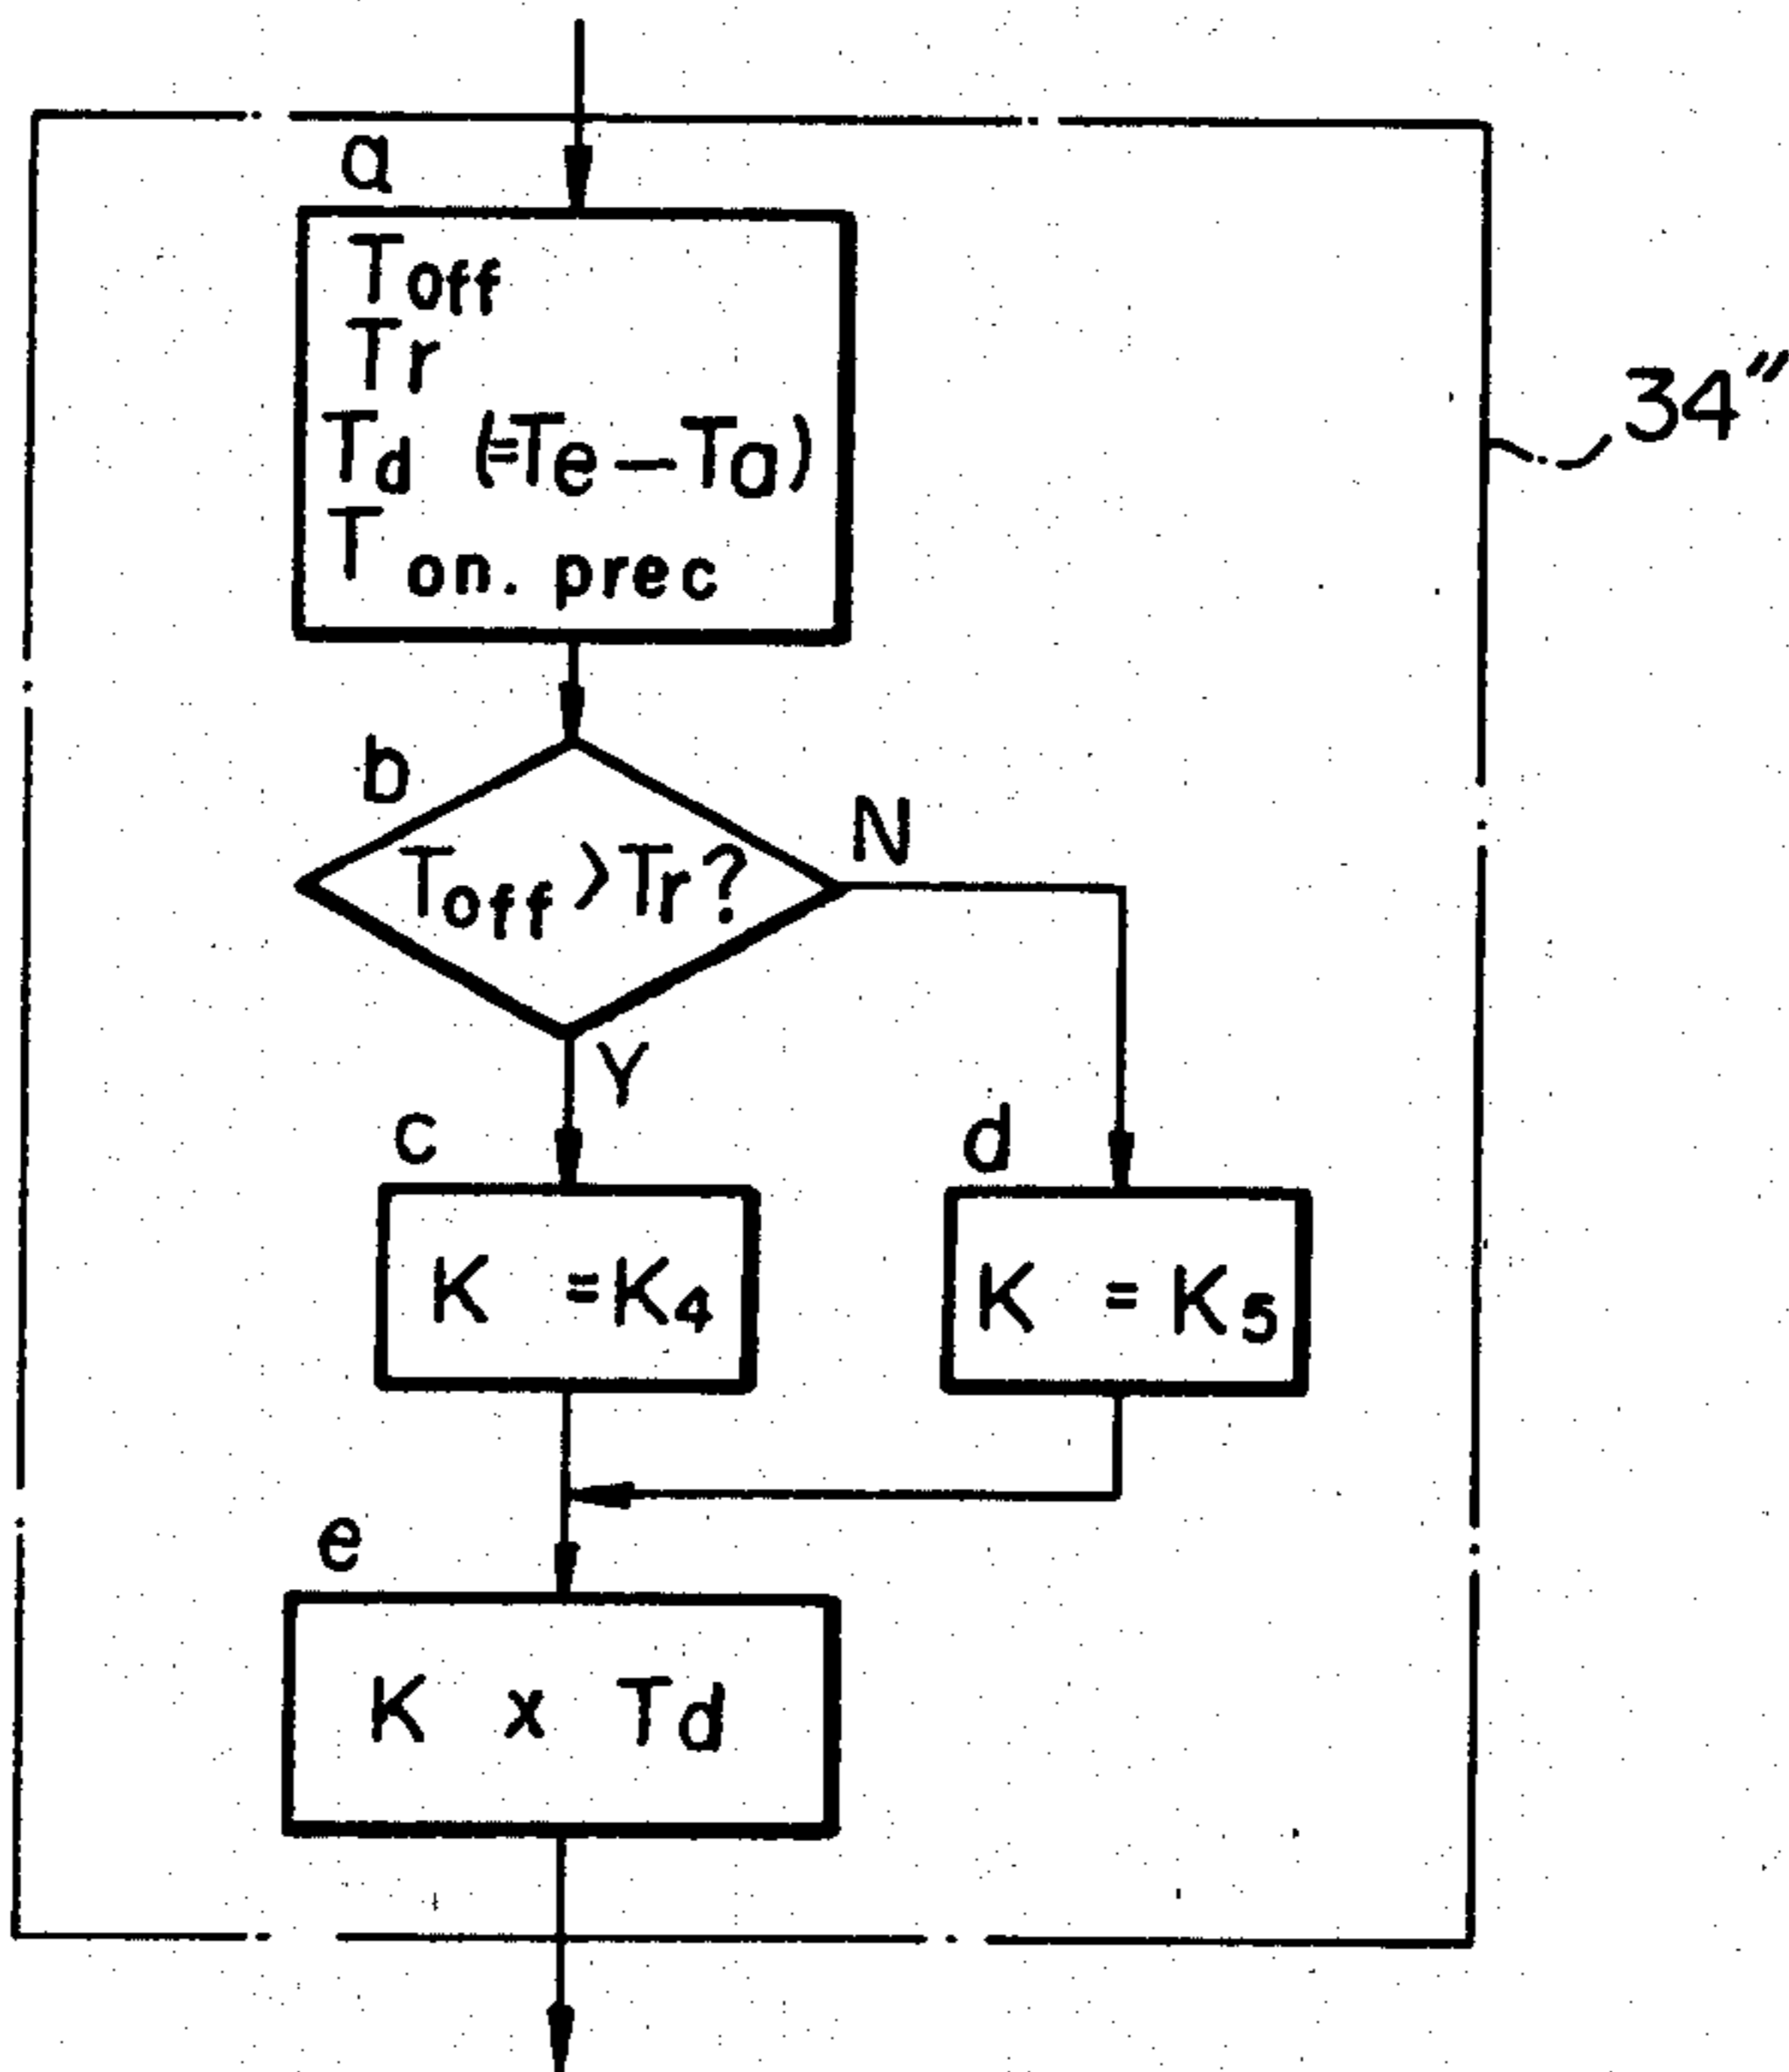 a
Toff
Tr
Td (=Te-To)
T on. prec
34"
b
Toff >Tr?
N
Y
c
d
K =K4
K = K5
e
K x Td